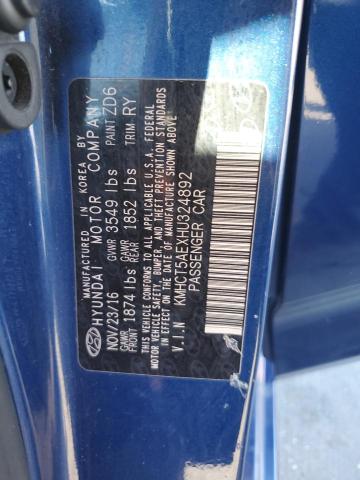 MANUFACTURED IN KOREA BY
HYUNDAI MOTOR COMPANY
NOV/23/16 GVWR 3549 lbs PAINT ZD6
GAWR FRONT 1874 lbs GAWR REAR 1852 lbs TRIM RY
THIS VEHICLE CONFORMS TO ALL APPLICABLE U.S.A. FEDERAL
MOTOR VEHICLE SAFETY, BUMPER, AND THEFT PREVENTION
STANDARDS IN EFFECT ON THE DATE OF MANUFACTURE SHOWN ABOVE.
V.I.N KMHCT5AEXHU324892
PASSENGER CAR